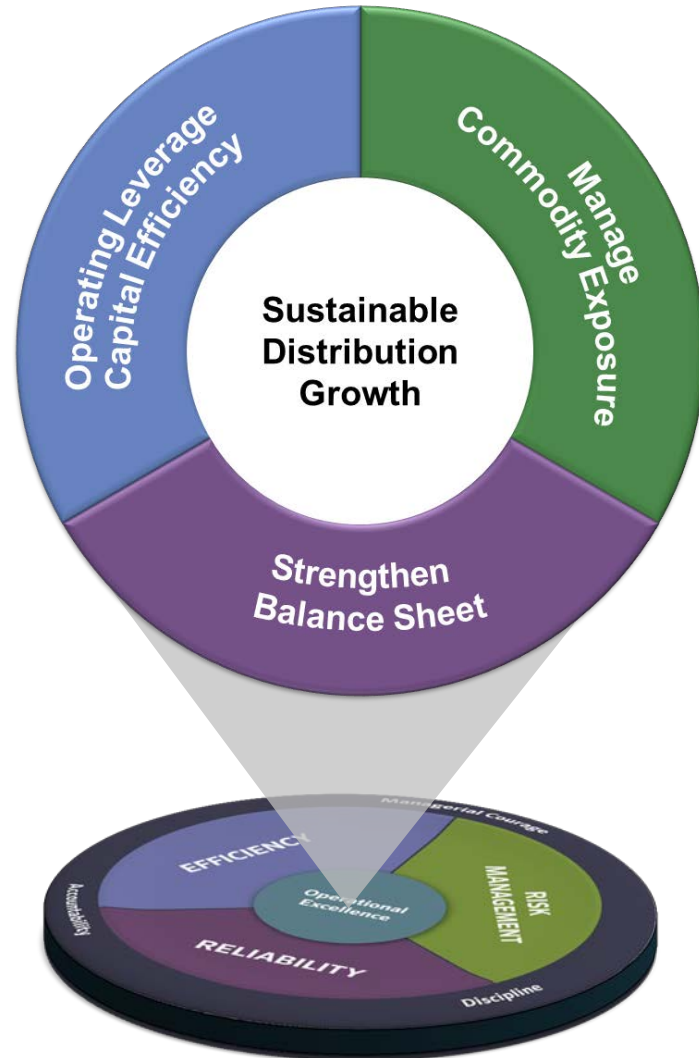 Operating Leverage
Capital Efficiency
Manage
Commodity Exposure
Sustainable
Distribution
Growth
Strengthen
Balance Sheet
Managerial Courage
EFFICIENCY
RISK
MANAGEMENT
Operational
Excellence
Accountability
RELIABILITY
Discipline